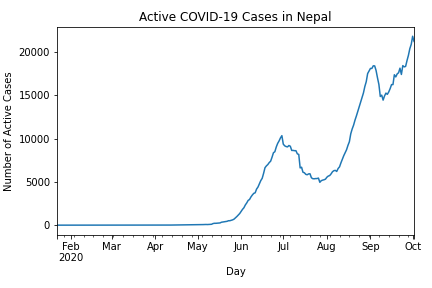 Active COVID-19 Cases in Nepal
Number of Active Cases
20000
15000
10000
5000
0
Feb Mar Apr May Jun Jul Aug Sep Oct
2020
Day